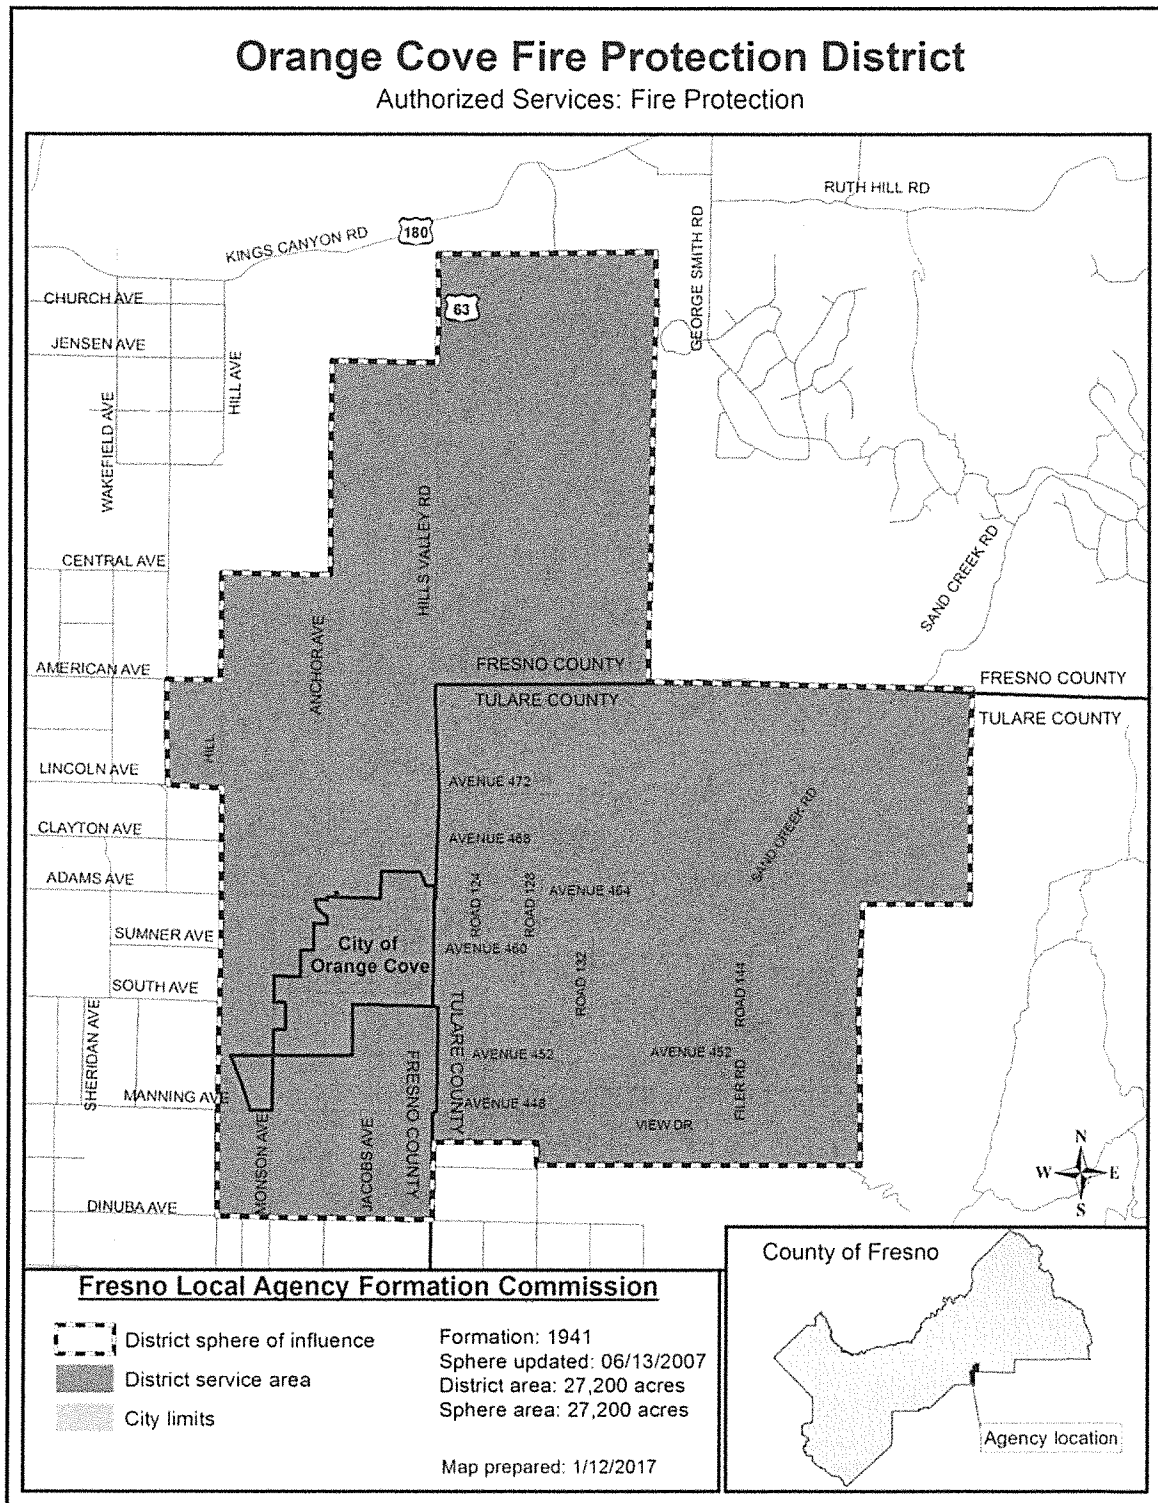 Orange Cove Fire Protection District
Authorized Services: Fire Protection
RUTH HILL RD
KINGS CANYON RD
180
GEORGE SMITH RD
CHURCH AVE
63
JENSEN AVE
HILL AVE
WAKEFIELD AVE
HILLS VALLEY RD
CENTRAL AVE
SAND CREEK RD
ANCHOR AVE
AMERICAN AVE
FRESNO COUNTY
FRESNO COUNTY
TULARE COUNTY
TULARE COUNTY
HILL
LINCOLN AVE
AVENUE 472
CLAYTON AVE
AVENUE 468
SAND CREEK RD
ADAMS AVE
ROAD 124
ROAD 128
AVENUE 464
SUMNER AVE
City of
Orange Cove
AVENUE 460
SOUTH AVE
ROAD 132
ROAD 144
SHERIDAN AVE
TULARE COUNTY
FRESNO COUNTY
AVENUE 452
AVENUE 452
MANNING AVE
AVENUE 448
FILER RD
VIEW DR
MONSON AVE
JACOBS AVE
DINUBA AVE
N
W
E
S
Fresno Local Agency Formation Commission
District sphere of influence
District service area
City limits
Formation: 1941
Sphere updated: 06/13/2007
District area: 27,200 acres
Sphere area: 27,200 acres
Map prepared: 1/12/2017
County of Fresno
Agency location